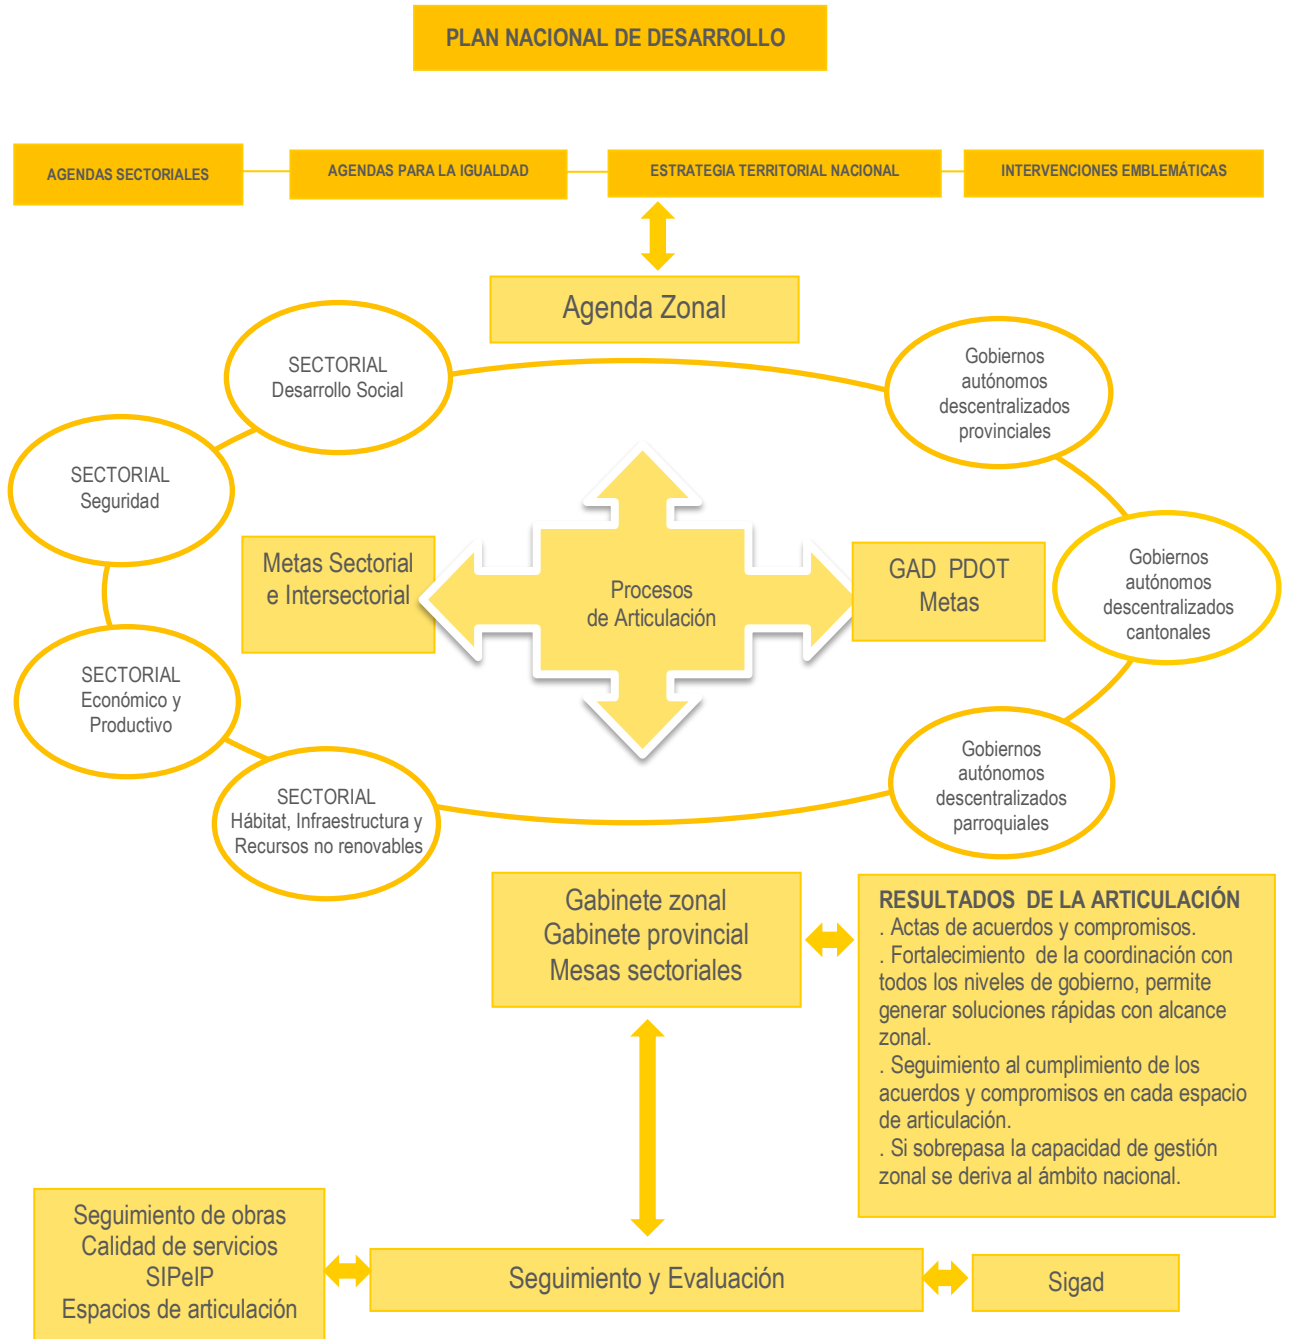 PLAN NACIONAL DE DESARROLLO
AGENDAS SECTORIALES
AGENDAS PARA LA IGUALDAD
ESTRATEGIA TERRITORIAL NACIONAL
INTERVENCIONES EMBLEMÁTICAS
Agenda Zonal
SECTORIAL
Desarrollo Social
Gobiernos
autónomos
descentralizados
provinciales
SECTORIAL
Seguridad
Metas Sectorial
e Intersectorial
Procesos
de Articulación
GAD PDOT
Metas
Gobiernos
autónomos
descentralizados
cantonales
SECTORIAL
Económico y
Productivo
SECTORIAL
Hábitat, Infraestructura y
Recursos no renovables
Gobiernos
autónomos
descentralizados
parroquiales
Gabinete zonal
Gabinete provincial
Mesas sectoriales
RESULTADOS DE LA ARTICULACIÓN
. Actas de acuerdos y compromisos.
. Fortalecimiento de la coordinación con
todos los niveles de gobierno, permite
generar soluciones rápidas con alcance
zonal.
. Seguimiento al cumplimiento de los
acuerdos y compromisos en cada espacio
de articulación.
. Si sobrepasa la capacidad de gestión
zonal se deriva al ámbito nacional.
Seguimiento de obras
Calidad de servicios
SIPeIP
Espacios de articulación
Seguimiento y Evaluación
Sigad